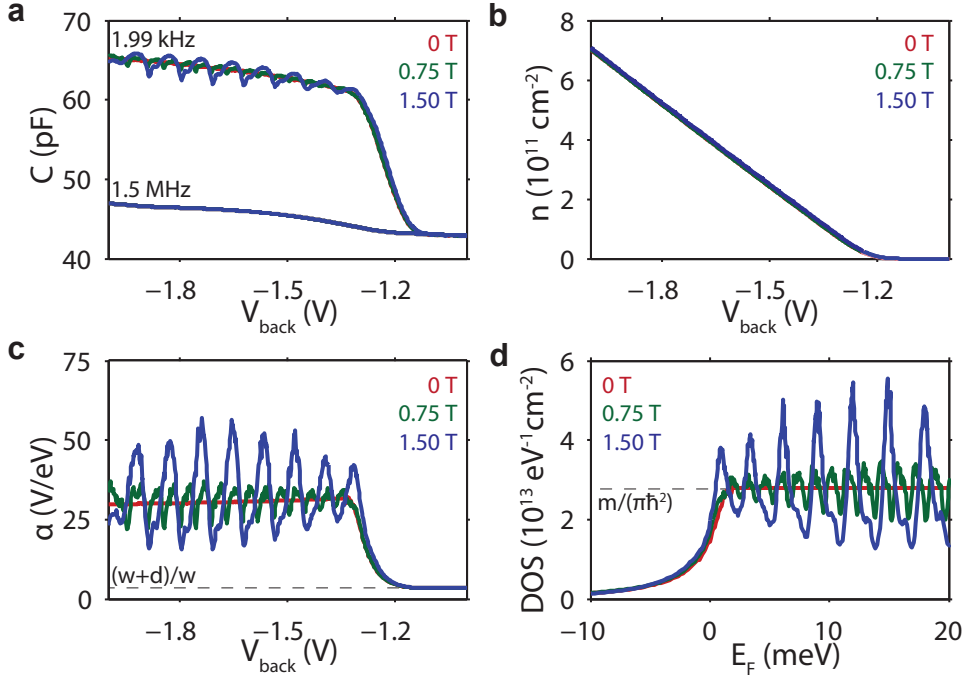 a
C (pF)
70
60
50
40
1.99 kHz
0 T
0.75 T
1.50 T
1.5 MHz
−1.8
−1.5
−1.2
V_back (V)
b
n (10¹¹ cm⁻²)
8
6
4
2
0
0 T
0.75 T
1.50 T
−1.8
−1.5
−1.2
V_back (V)
c
α (V/eV)
75
50
25
0
0 T
0.75 T
1.50 T
(w+d)/w
−1.8
−1.5
−1.2
V_back (V)
d
DOS (10¹³ eV⁻¹cm⁻²)
6
4
2
0
0 T
0.75 T
1.50 T
m/(πħ²)
−10
0
10
20
E_F (meV)